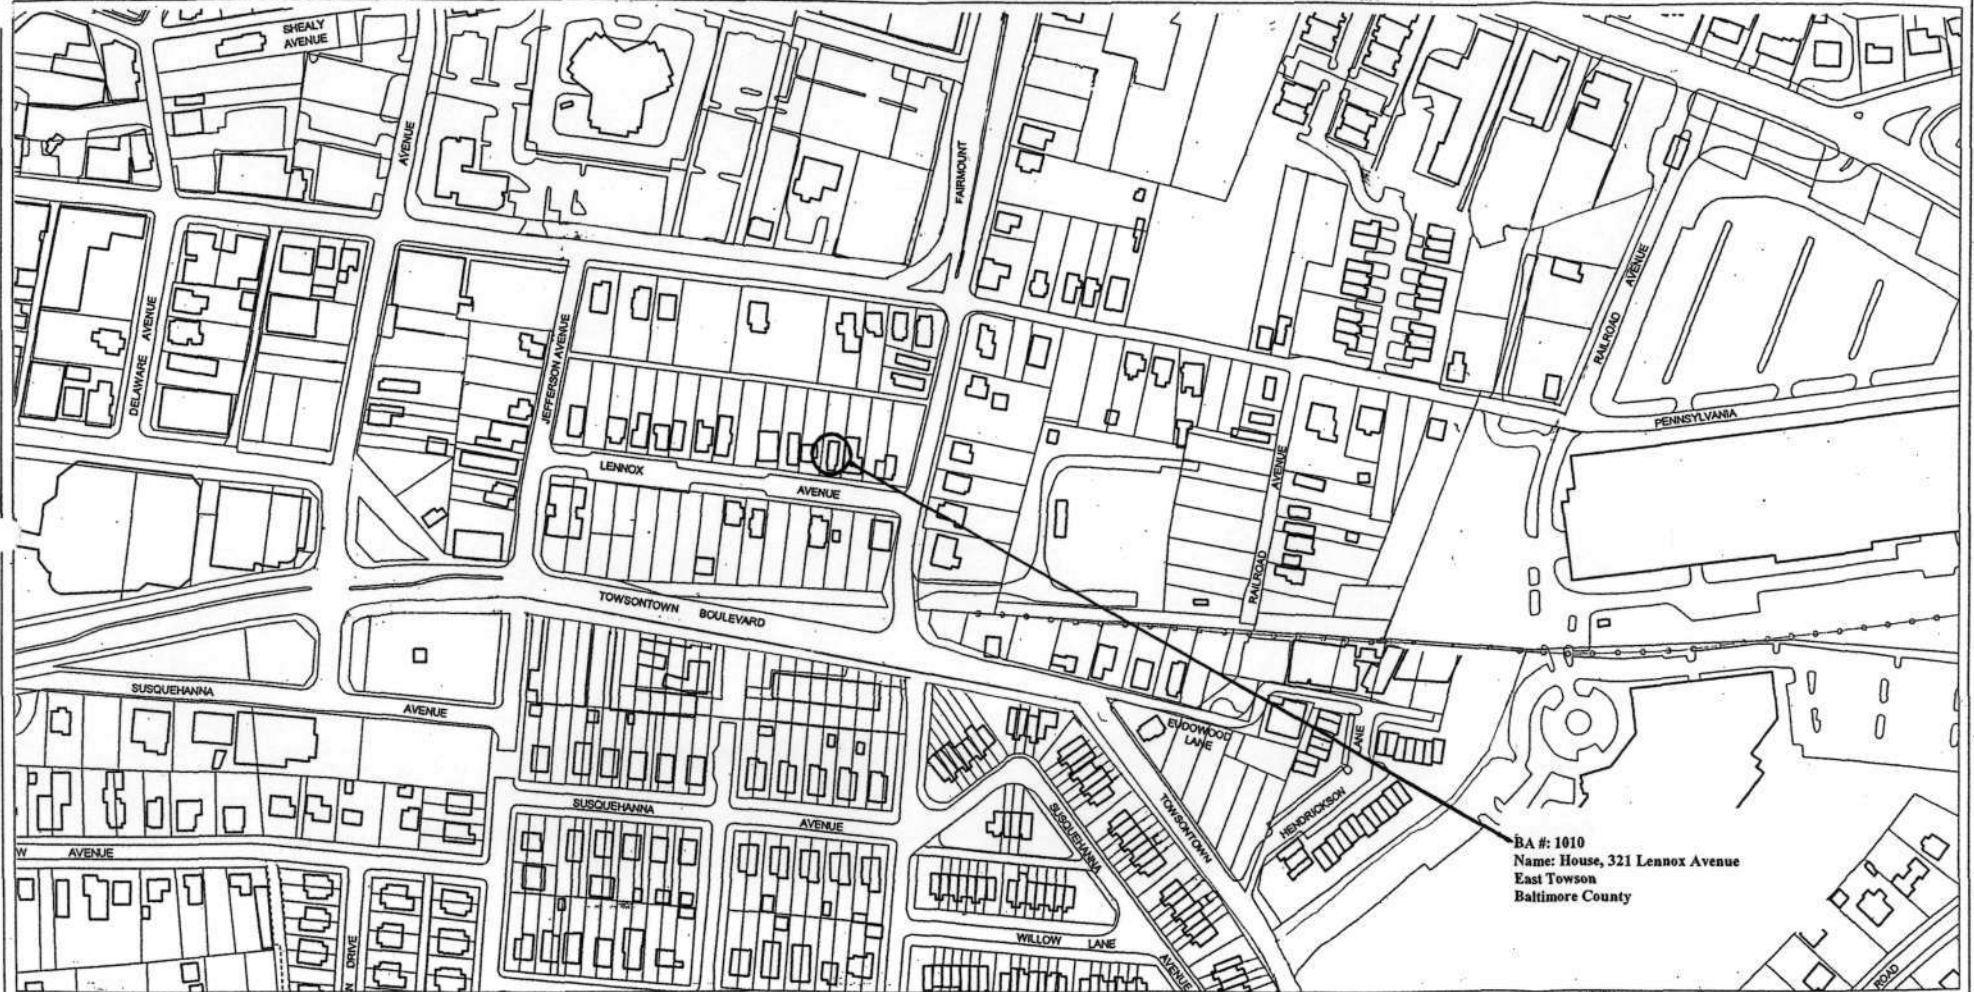 SHEALY
AVENUE
AVENUE
FAIRMOUNT
DELAWARE AVENUE
JEFFERSON AVENUE
RAILROAD AVENUE
PENNSYLVANIA
LENNOX
AVENUE
RAILROAD AVENUE
TOWSONTOWN
BOULEVARD
SUSQUEHANNA
AVENUE
EUDOWOOD
LANE
LANE
HENDRICKSON
SUSQUEHANNA
AVENUE
SUSQUEHANNA
AVENUE
TOWSONTOWN
W AVENUE
BA #: 1010
Name: House, 321 Lennox Avenue
East Towson
Baltimore County
WILLOW LANE
DRIVE
ROAD